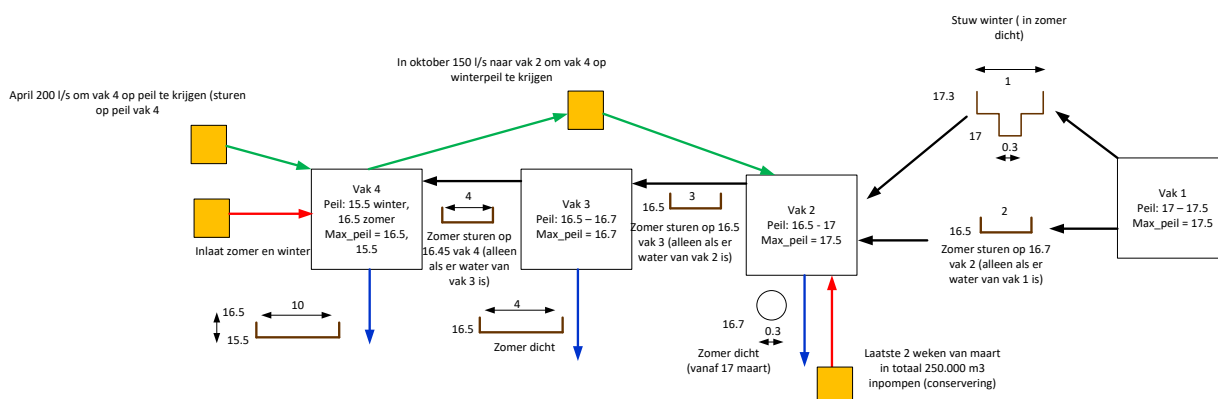 Stuw winter ( in zomer
dicht)
1
17.3
17
0.3
In oktober 150 l/s naar vak 2 om vak 4 op
winterpeil te krijgen
April 200 l/s om vak 4 op peil te krijgen (sturen
op peil vak 4
Inlaat zomer en winter
Vak 4
Peil: 15.5 winter,
16.5 zomer
Max_peil = 16.5,
15.5
4
Zomer sturen op
16.45 vak 4 (alleen
als er water van
vak 3 is)
Vak 3
Peil: 16.5 – 16.7
Max_peil = 16.7
3
16.5
Zomer sturen op 16.5
vak 3 (alleen als er
water van vak 2 is)
Vak 2
Peil: 16.5 - 17
Max_peil = 17.5
2
16.5
Zomer sturen op 16.7
vak 2 (alleen als er
water van vak 1 is)
Vak 1
Peil: 17 – 17.5
Max_peil = 17.5
16.5
15.5
10
4
16.5
Zomer dicht
16.7
0.3
Zomer dicht
(vanaf 17 maart)
Laatste 2 weken van maart
in totaal 250.000 m3
inpompen (conservering)